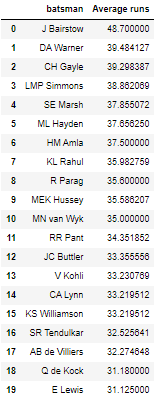 batsman Average runs
0 J Bairstow 48.700000
1 DA Warner 39.484127
2 CH Gayle 39.298387
3 LMP Simmons 38.862069
4 SE Marsh 37.855072
5 ML Hayden 37.656250
6 HM Amla 37.500000
7 KL Rahul 35.982759
8 R Parag 35.600000
9 MEK Hussey 35.586207
10 MN van Wyk 35.000000
11 RR Pant 34.351852
12 JC Buttler 33.355556
13 V Kohli 33.230769
14 CA Lynn 33.219512
15 KS Williamson 33.219512
16 SR Tendulkar 32.525641
17 AB de Villiers 32.274648
18 Q de Kock 31.180000
19 E Lewis 31.125000